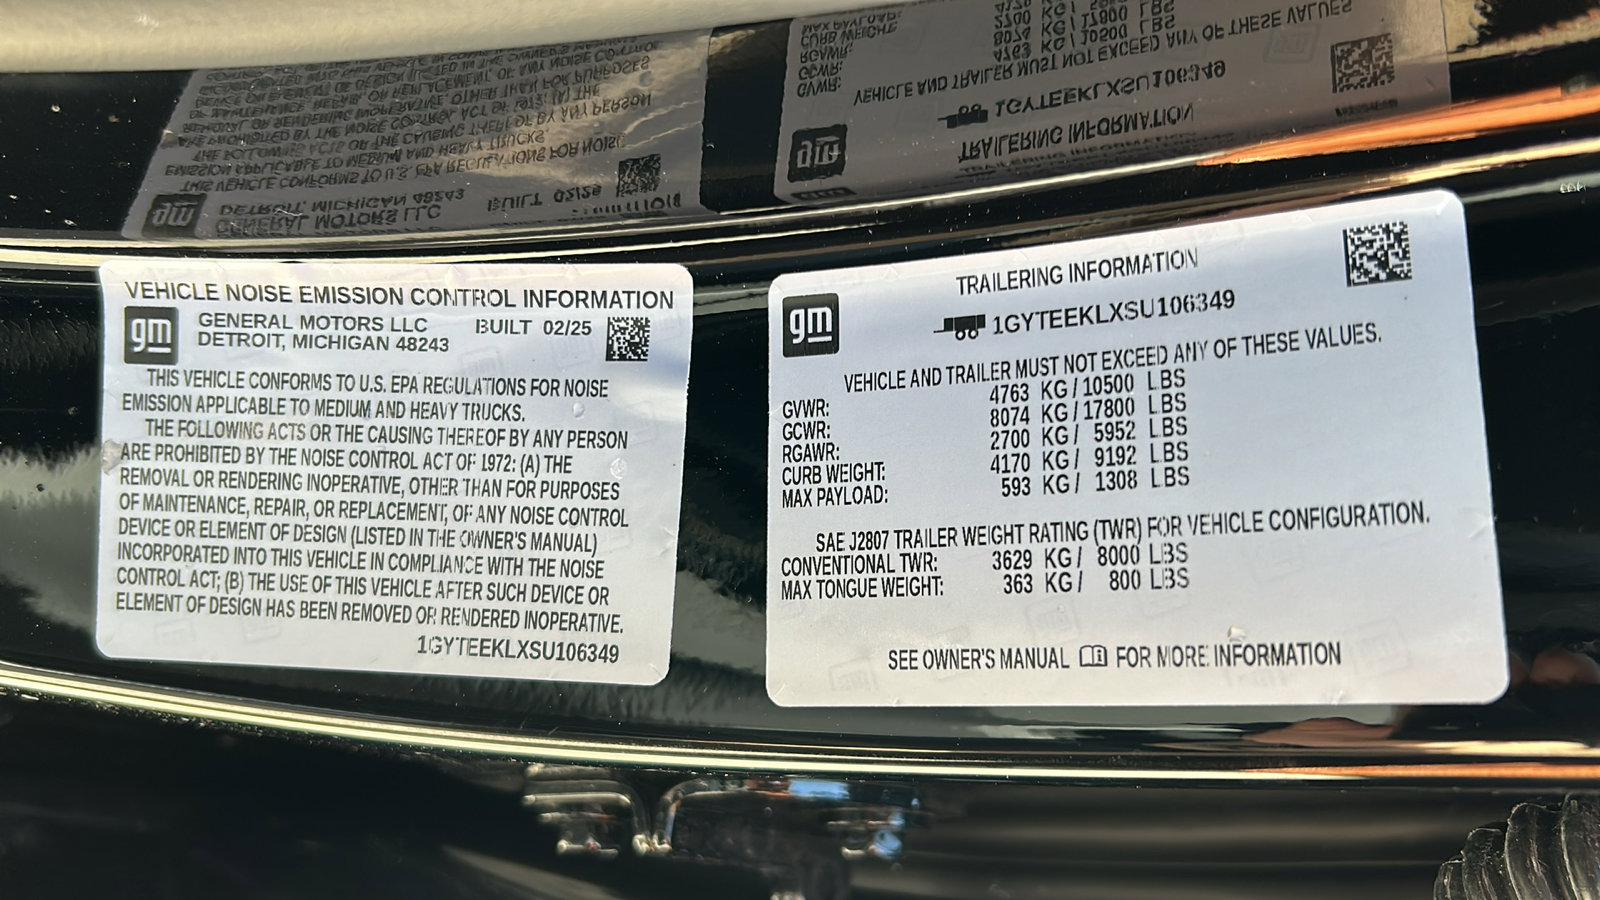 VEHICLE NOISE EMISSION CONTROL INFORMATION
gm
GENERAL MOTORS LLC BUILT 02/25
DETROIT, MICHIGAN 48243
THIS VEHICLE CONFORMS TO U.S. EPA REGULATIONS FOR NOISE
EMISSION APPLICABLE TO MEDIUM AND HEAVY TRUCKS.
THE FOLLOWING ACTS OR THE CAUSING THEREOF BY ANY PERSON
ARE PROHIBITED BY THE NOISE CONTROL ACT OF 1972: (A) THE
REMOVAL OR RENDERING INOPERATIVE, OTHER THAN FOR PURPOSES
OF MAINTENANCE, REPAIR, OR REPLACEMENT, OF ANY NOISE CONTROL
DEVICE OR ELEMENT OF DESIGN (LISTED IN THE OWNER'S MANUAL)
INCORPORATED INTO THIS VEHICLE IN COMPLIANCE WITH THE NOISE
CONTROL ACT; (B) THE USE OF THIS VEHICLE AFTER SUCH DEVICE OR
ELEMENT OF DESIGN HAS BEEN REMOVED OR RENDERED INOPERATIVE.
1GYTEEKLXSU106349
TRAILERING INFORMATION
gm
1GYTEEKLXSU106349
VEHICLE AND TRAILER MUST NOT EXCEED ANY OF THESE VALUES.
GVWR: 4763 KG/10500 LBS
GCWR: 8074 KG/17800 LBS
RGAWR: 2700 KG/ 5952 LBS
CURB WEIGHT: 4170 KG/ 9192 LBS
MAX PAYLOAD: 593 KG/ 1308 LBS
SAE J2807 TRAILER WEIGHT RATING (TWR) FOR VEHICLE CONFIGURATION.
CONVENTIONAL TWR: 3629 KG/ 8000 LBS
MAX TONGUE WEIGHT: 363 KG/ 800 LBS
SEE OWNER'S MANUAL FOR MORE INFORMATION